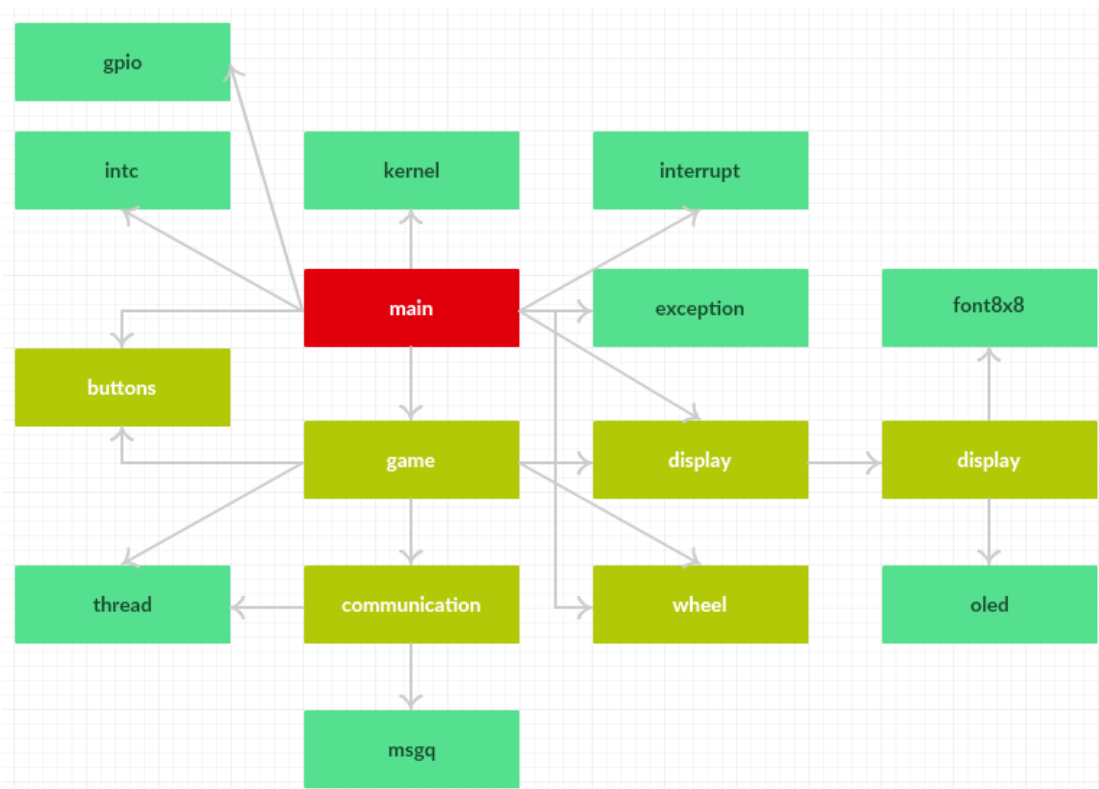 gpio
intc
kernel
interrupt
main
exception
font8x8
buttons
game
display
display
thread
communication
wheel
oled
msgq